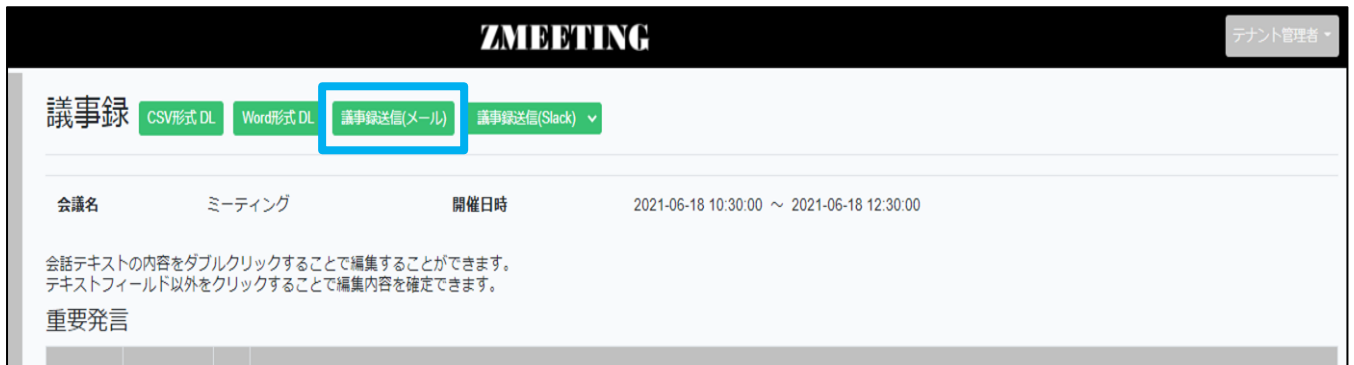 ZMEETING
テナント管理者
議事録 CSV形式 DL Word形式 DL 議事録送信(メール) 議事録送信(Slack)
会議名 ミーティング 開催日時 2021-06-18 10:30:00 ～ 2021-06-18 12:30:00
会話テキストの内容をダブルクリックすることで編集することができます。
テキストフィールド以外をクリックすることで編集内容を確定できます。
重要発言